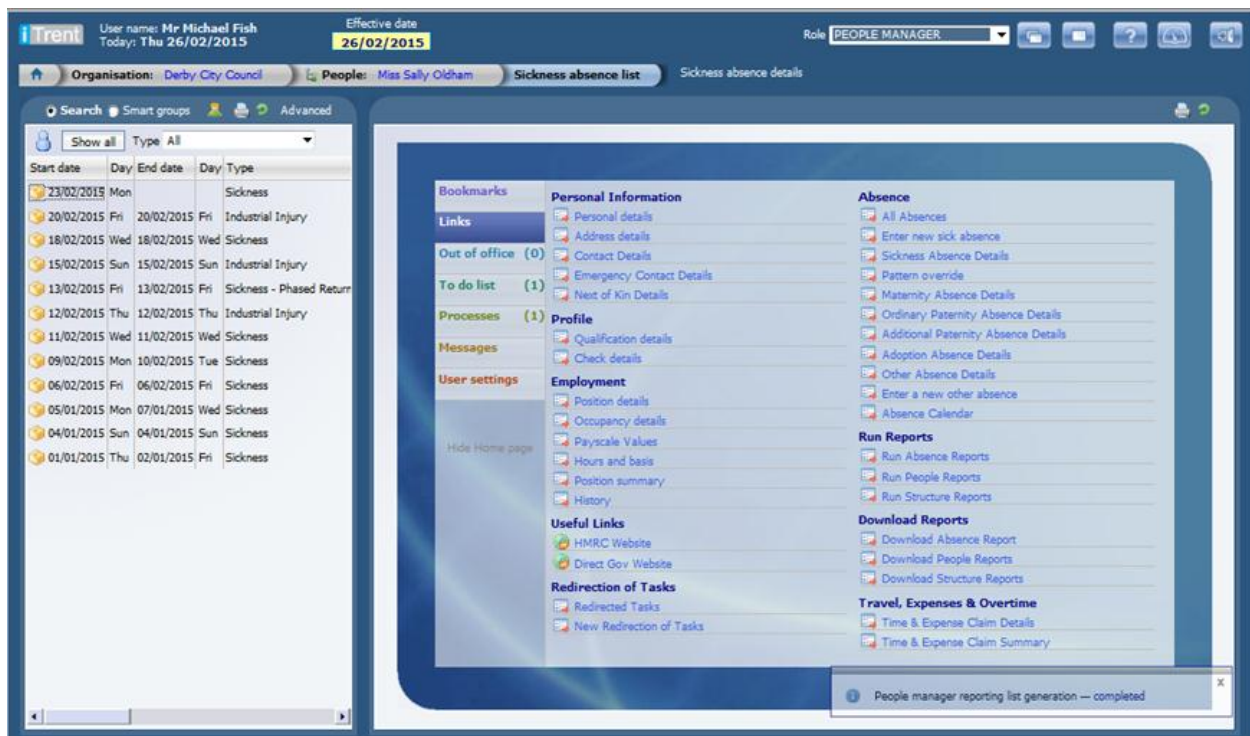 iTrent User name: Mr Michael Fish Effective date
Today: Thu 26/02/2015 26/02/2015 Role PEOPLE MANAGER ?
Organisation: Derby City Council People: Miss Sally Oldham Sickness absence list Sickness absence details
Search Smart groups Advanced
Show all Type All
Start date Day End date Day Type
23/02/2015 Mon Sickness
20/02/2015 Fri 20/02/2015 Fri Industrial Injury
18/02/2015 Wed 18/02/2015 Wed Sickness
15/02/2015 Sun 15/02/2015 Sun Industrial Injury
13/02/2015 Fri 13/02/2015 Fri Sickness - Phased Return
12/02/2015 Thu 12/02/2015 Thu Industrial Injury
11/02/2015 Wed 11/02/2015 Wed Sickness
09/02/2015 Mon 10/02/2015 Tue Sickness
06/02/2015 Fri 06/02/2015 Fri Sickness
05/01/2015 Mon 07/01/2015 Wed Sickness
04/01/2015 Sun 04/01/2015 Sun Sickness
01/01/2015 Thu 02/01/2015 Fri Sickness
Bookmarks
Links
Out of office (0)
To do list (1)
Processes (1)
Messages
User settings
Hide Home page
Personal Information
Personal details
Address details
Contact Details
Emergency Contact Details
Next of Kin Details
Profile
Qualification details
Check details
Employment
Position details
Occupancy details
Payscale Values
Hours and basis
Position summary
History
Useful Links
HMRC Website
Direct Gov Website
Redirection of Tasks
Redirected Tasks
New Redirection of Tasks
Absence
All Absences
Enter new sick absence
Sickness Absence Details
Pattern override
Maternity Absence Details
Ordinary Paternity Absence Details
Additional Paternity Absence Details
Adoption Absence Details
Other Absence Details
Enter a new other absence
Absence Calendar
Run Reports
Run Absence Reports
Run People Reports
Run Structure Reports
Download Reports
Download Absence Report
Download People Reports
Download Structure Reports
Travel, Expenses & Overtime
Time & Expense Claim Details
Time & Expense Claim Summary
People manager reporting list generation — completed x